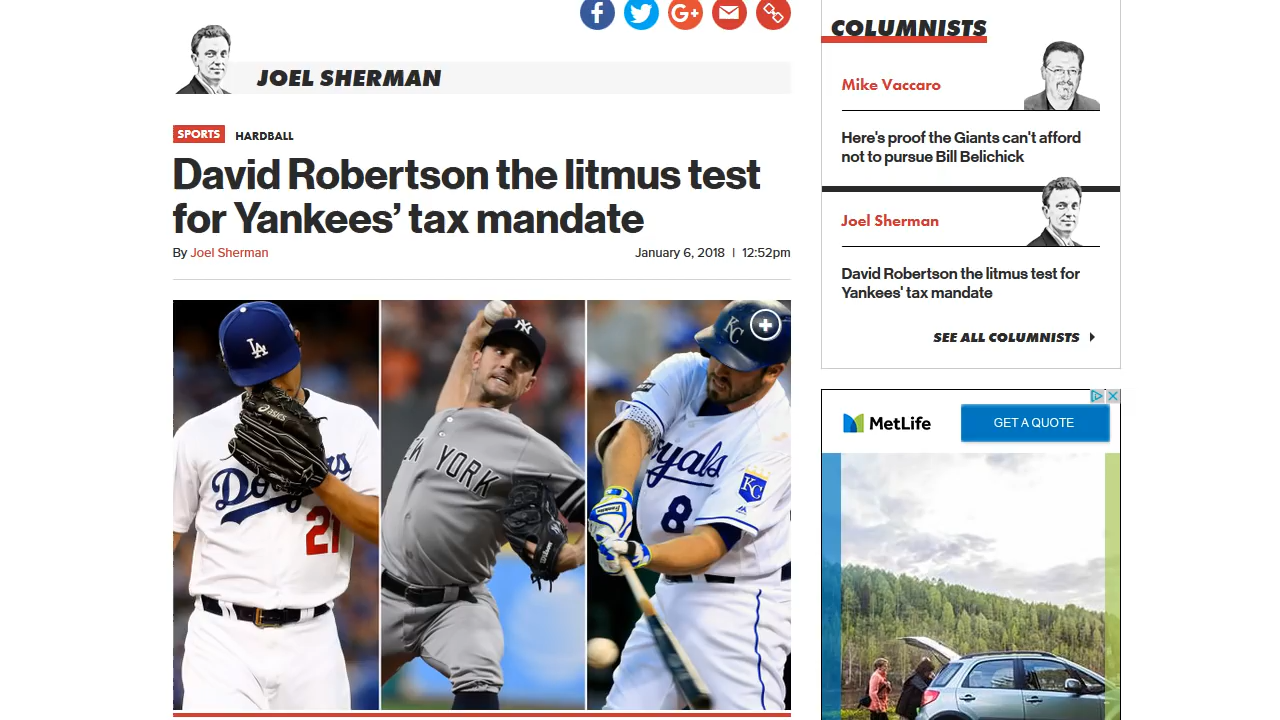 G+
JOEL SHERMAN
SPORTS HARDBALL
David Robertson the litmus test
for Yankees’ tax mandate
By Joel Sherman
January 6, 2018 | 12:52pm
LA
Dodgers
21
asics
NY
YORK
KC
Royals
8
KC
COLUMNISTS
Mike Vaccaro
Here's proof the Giants can't afford
not to pursue Bill Belichick
Joel Sherman
David Robertson the litmus test for
Yankees' tax mandate
SEE ALL COLUMNISTS
MetLife
GET A QUOTE